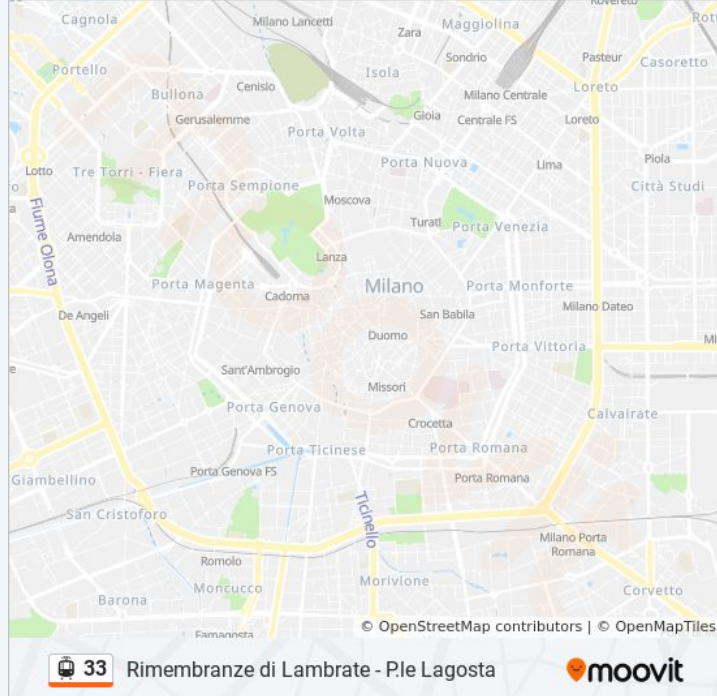 Cagnola
Milano Lancetti
Maggiolina
Rovereto
Zara
Sondrio
Pasteur
Casoretto
Portello
Isola
Cenisio
Loreto
Bullona
Milano Centrale
Gioia
Centrale FS
Loreto
Gerusalemme
Porta Volta
Lotto
Tre Torri - Fiera
Porta Nuova
Lima
Piola
Porta Sempione
Città Studi
Moscova
Fiume Olona
Turati
Porta Venezia
Amendola
Lanza
Porta Magenta
Milano
Porta Monforte
Cadorna
San Babila
Milano Dateo
De Angeli
Duomo
Porta Vittoria
Sant'Ambrogio
Missori
Porta Genova
Crocetta
Calvairate
Porta Ticinese
Porta Romana
Giambellino
Porta Genova FS
Porta Romana
San Cristoforo
Ticinello
Milano Porta
Romana
Romolo
Morivione
Moncucco
Corvetto
Barona
Famagosta
© OpenStreetMap contributors | © OpenMapTiles
33 Rimembranze di Lambrate - P.le Lagosta
moovit